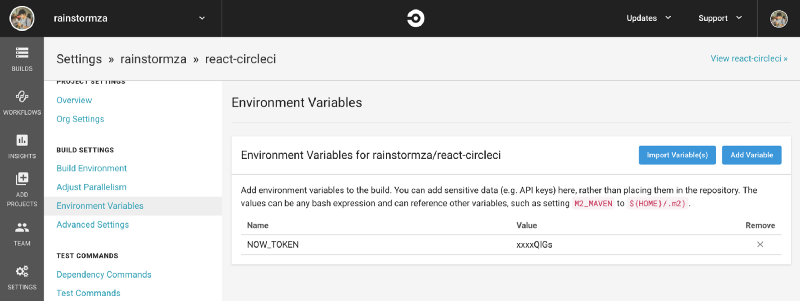 rainstormza
Updates
Support
Settings » rainstormza » react-circleci
View react-circleci »
BUILDS
WORKFLOWS
INSIGHTS
ADD
PROJECTS
TEAM
SETTINGS
PROJECT SETTINGS
Overview
Org Settings
BUILD SETTINGS
Build Environment
Adjust Parallelism
Environment Variables
Advanced Settings
TEST COMMANDS
Dependency Commands
Test Commands
Environment Variables
Environment Variables for rainstormza/react-circleci
Import Variable(s)
Add Variable
Add environment variables to the build. You can add sensitive data (e.g. API keys) here, rather than placing them in the repository. The
values can be any bash expression and can reference other variables, such as setting M2_MAVEN to ${HOME}/.m2).
Name Value Remove
NOW_TOKEN xxxxQIGs